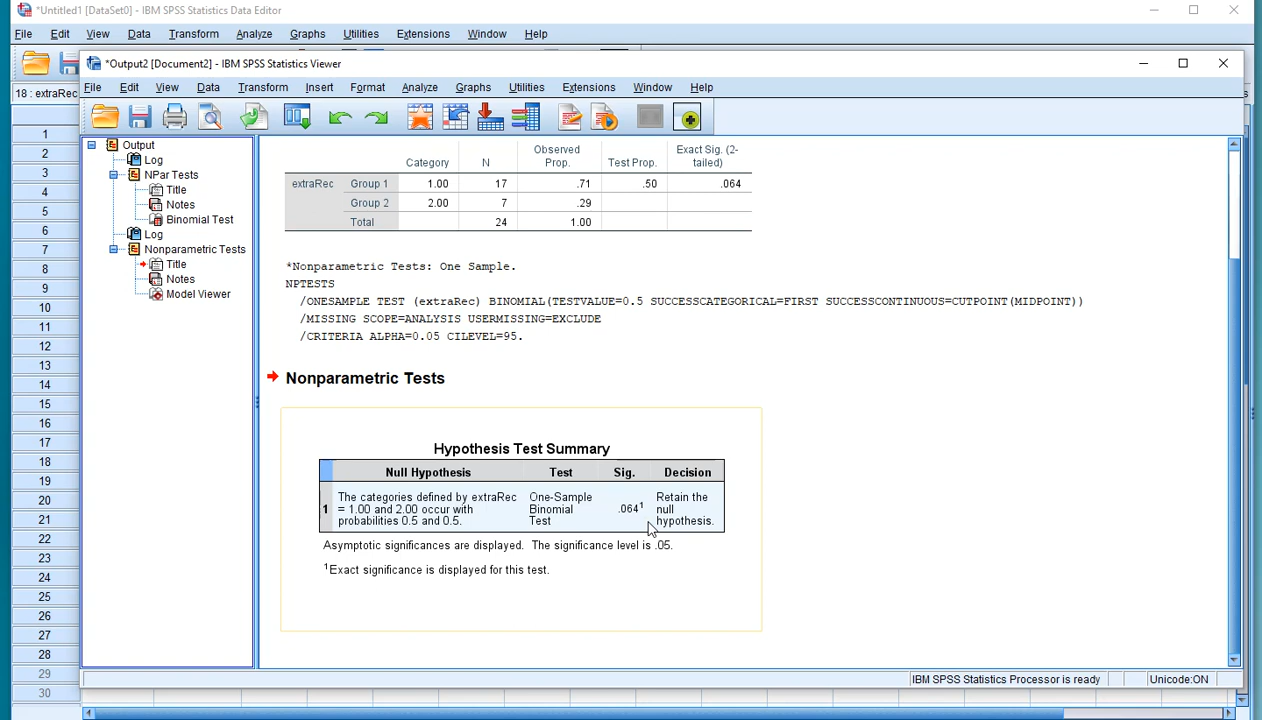 *Untitled1 [DataSet0] - IBM SPSS Statistics Data Editor
File Edit View Data Transform Analyze Graphs Utilities Extensions Window Help
18 : extraRec
*Output2 [Document2] - IBM SPSS Statistics Viewer
File Edit View Data Transform Insert Format Analyze Graphs Utilities Extensions Window Help
1
2
3
4
5
6
7
8
9
10
11
12
13
14
15
16
17
18
19
20
21
22
23
24
25
26
27
28
29
30
Output
Log
NPar Tests
Title
Notes
Binomial Test
Log
Nonparametric Tests
Title
Notes
Model Viewer
Category N Observed Prop. Test Prop. Exact Sig. (2-tailed)
extraRec Group 1 1.00 17 .71 .50 .064
Group 2 2.00 7 .29
Total 24 1.00
*Nonparametric Tests: One Sample.
NPTESTS
/ONESAMPLE TEST (extraRec) BINOMIAL(TESTVALUE=0.5 SUCCESSCATEGORICAL=FIRST SUCCESSCONTINUOUS=CUTPOINT(MIDPOINT))
/MISSING SCOPE=ANALYSIS USERMISSING=EXCLUDE
/CRITERIA ALPHA=0.05 CILEVEL=95.
Nonparametric Tests
Hypothesis Test Summary
Null Hypothesis Test Sig. Decision
1
The categories defined by extraRec
= 1.00 and 2.00 occur with
probabilities 0.5 and 0.5.
One-Sample
Binomial
Test
.064¹
Retain the
null
hypothesis.
Asymptotic significances are displayed. The significance level is .05.
¹Exact significance is displayed for this test.
IBM SPSS Statistics Processor is ready Unicode:ON